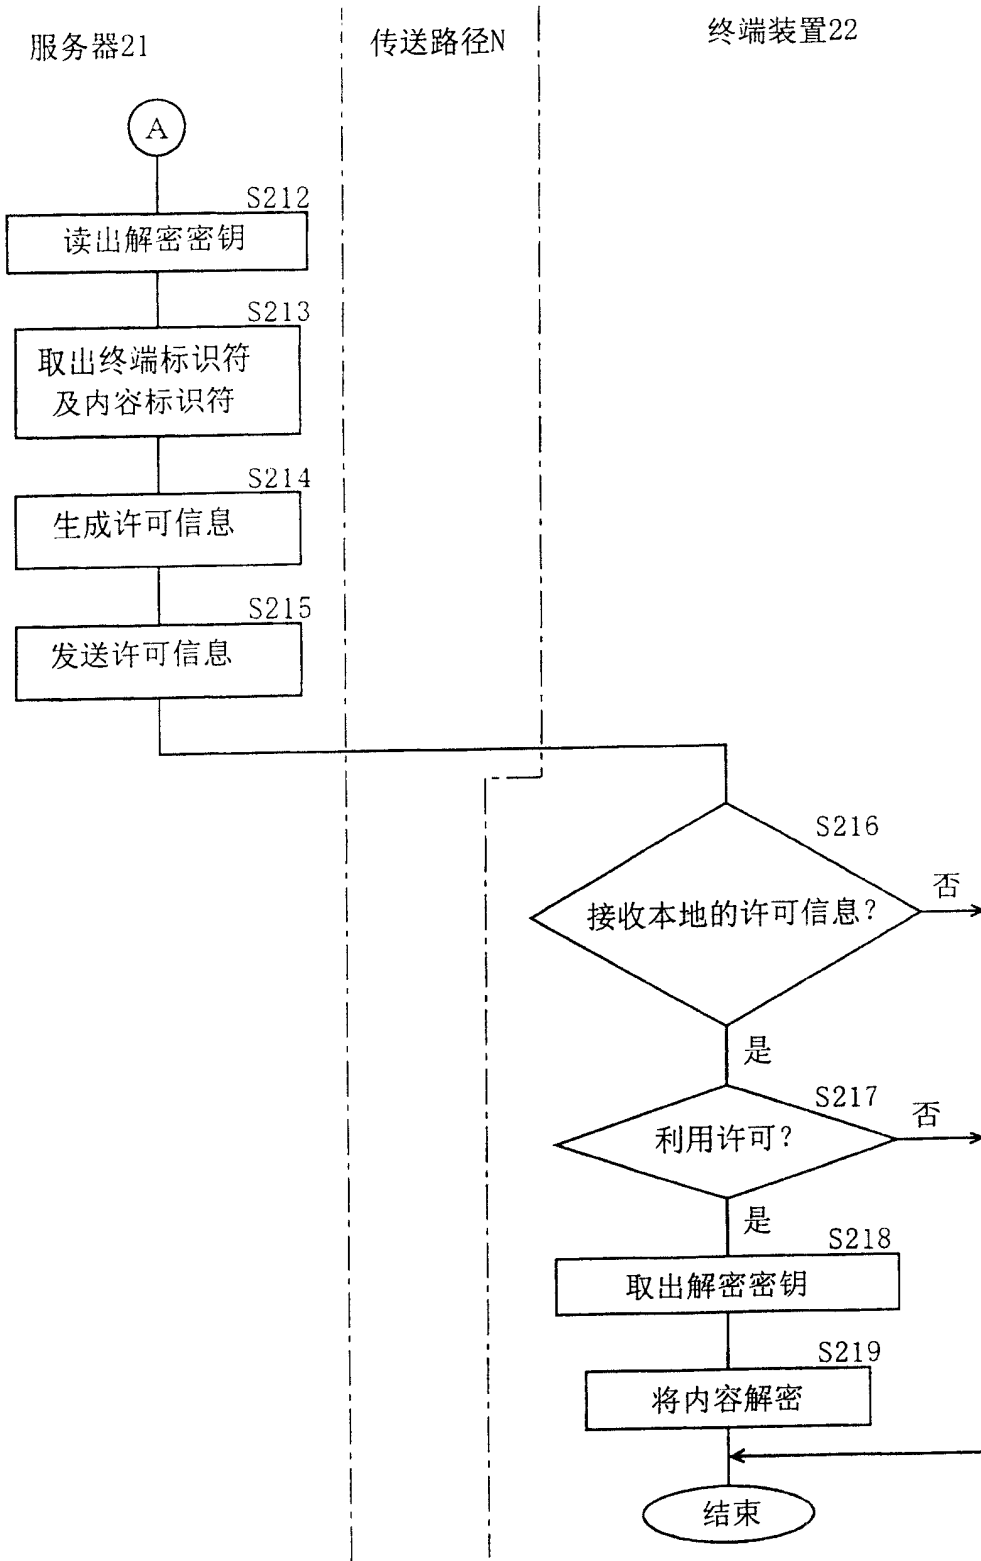 服务器21
传送路径N
终端装置22
A
S212
读出解密密钥
S213
取出终端标识符
及内容标识符
S214
生成许可信息
S215
发送许可信息
S216
接收本地的许可信息？
否
是
S217
利用许可？
否
是
S218
取出解密密钥
S219
将内容解密
结束